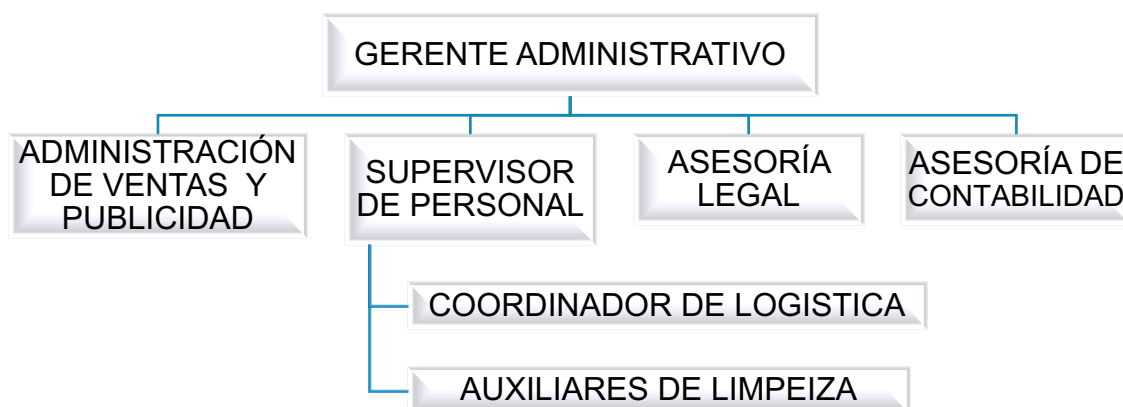 GERENTE ADMINISTRATIVO
ADMINISTRACIÓN
DE VENTAS Y
PUBLICIDAD
SUPERVISOR
DE PERSONAL
ASESORÍA
LEGAL
ASESORÍA DE
CONTABILIDAD
COORDINADOR DE LOGISTICA
AUXILIARES DE LIMPEIZA